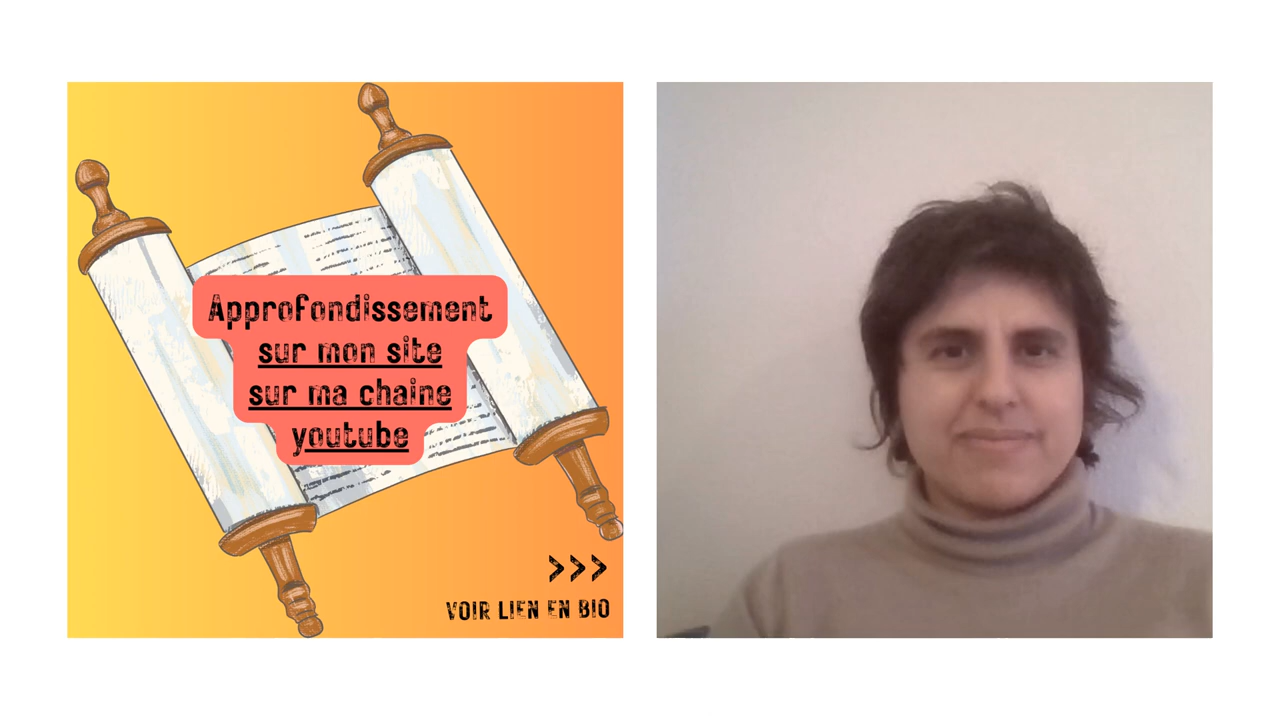 Approfondissement
sur mon site
sur ma chaine
youtube
>>>
VOIR LIEN EN BIO